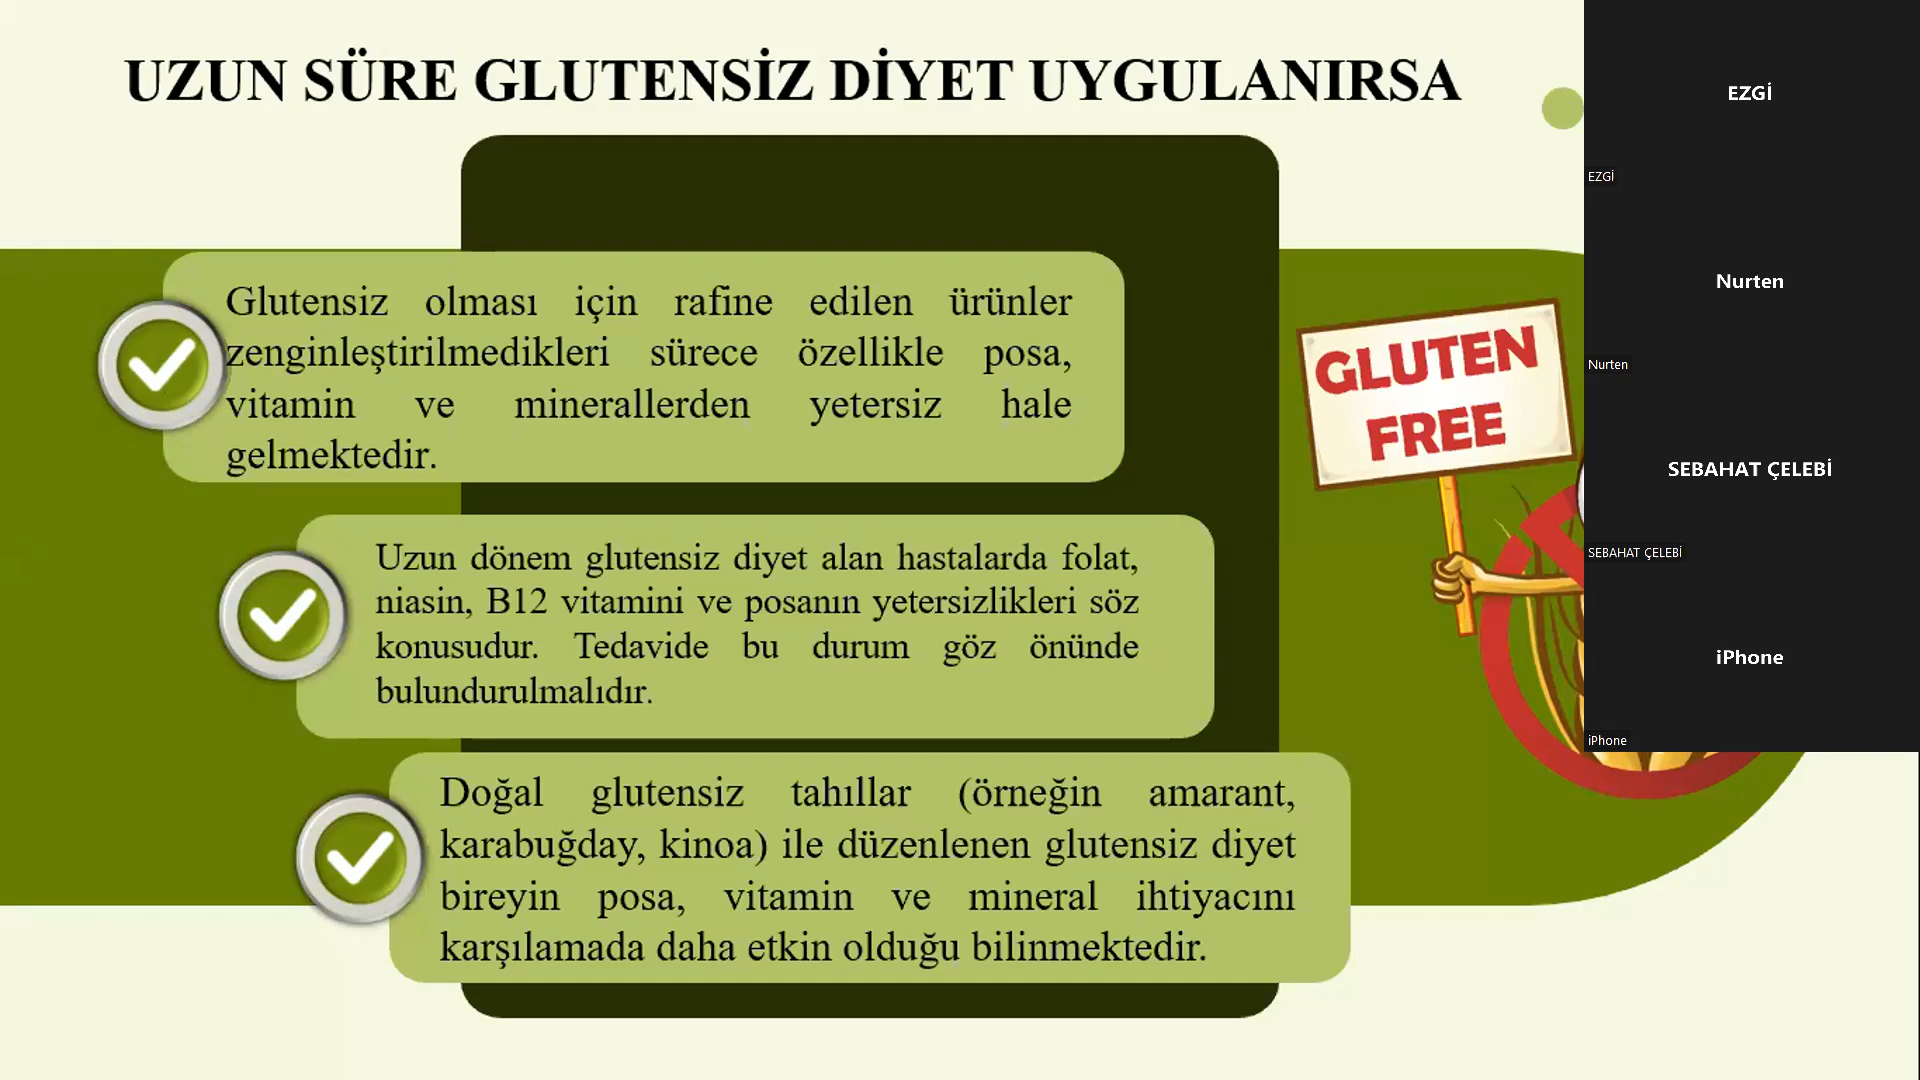 UZUN SÜRE GLUTENSİZ DİYET UYGULANIRSA
Glutensiz olması için rafine edilen ürünler
zenginleştirilmedikleri sürece özellikle posa,
vitamin ve minerallerden yetersiz hale
gelmektedir.
Uzun dönem glutensiz diyet alan hastalarda folat,
niasin, B12 vitamini ve posanın yetersizlikleri söz
konusudur. Tedavide bu durum göz önünde
bulundurulmalıdır.
Doğal glutensiz tahıllar (örneğin amarant,
karabuğday, kinoa) ile düzenlenen glutensiz diyet
bireyin posa, vitamin ve mineral ihtiyacını
karşılamada daha etkin olduğu bilinmektedir.
GLUTEN
FREE
EZGİ
EZGİ
Nurten
Nurten
SEBAHAT ÇELEBİ
SEBAHAT ÇELEBİ
iPhone
iPhone